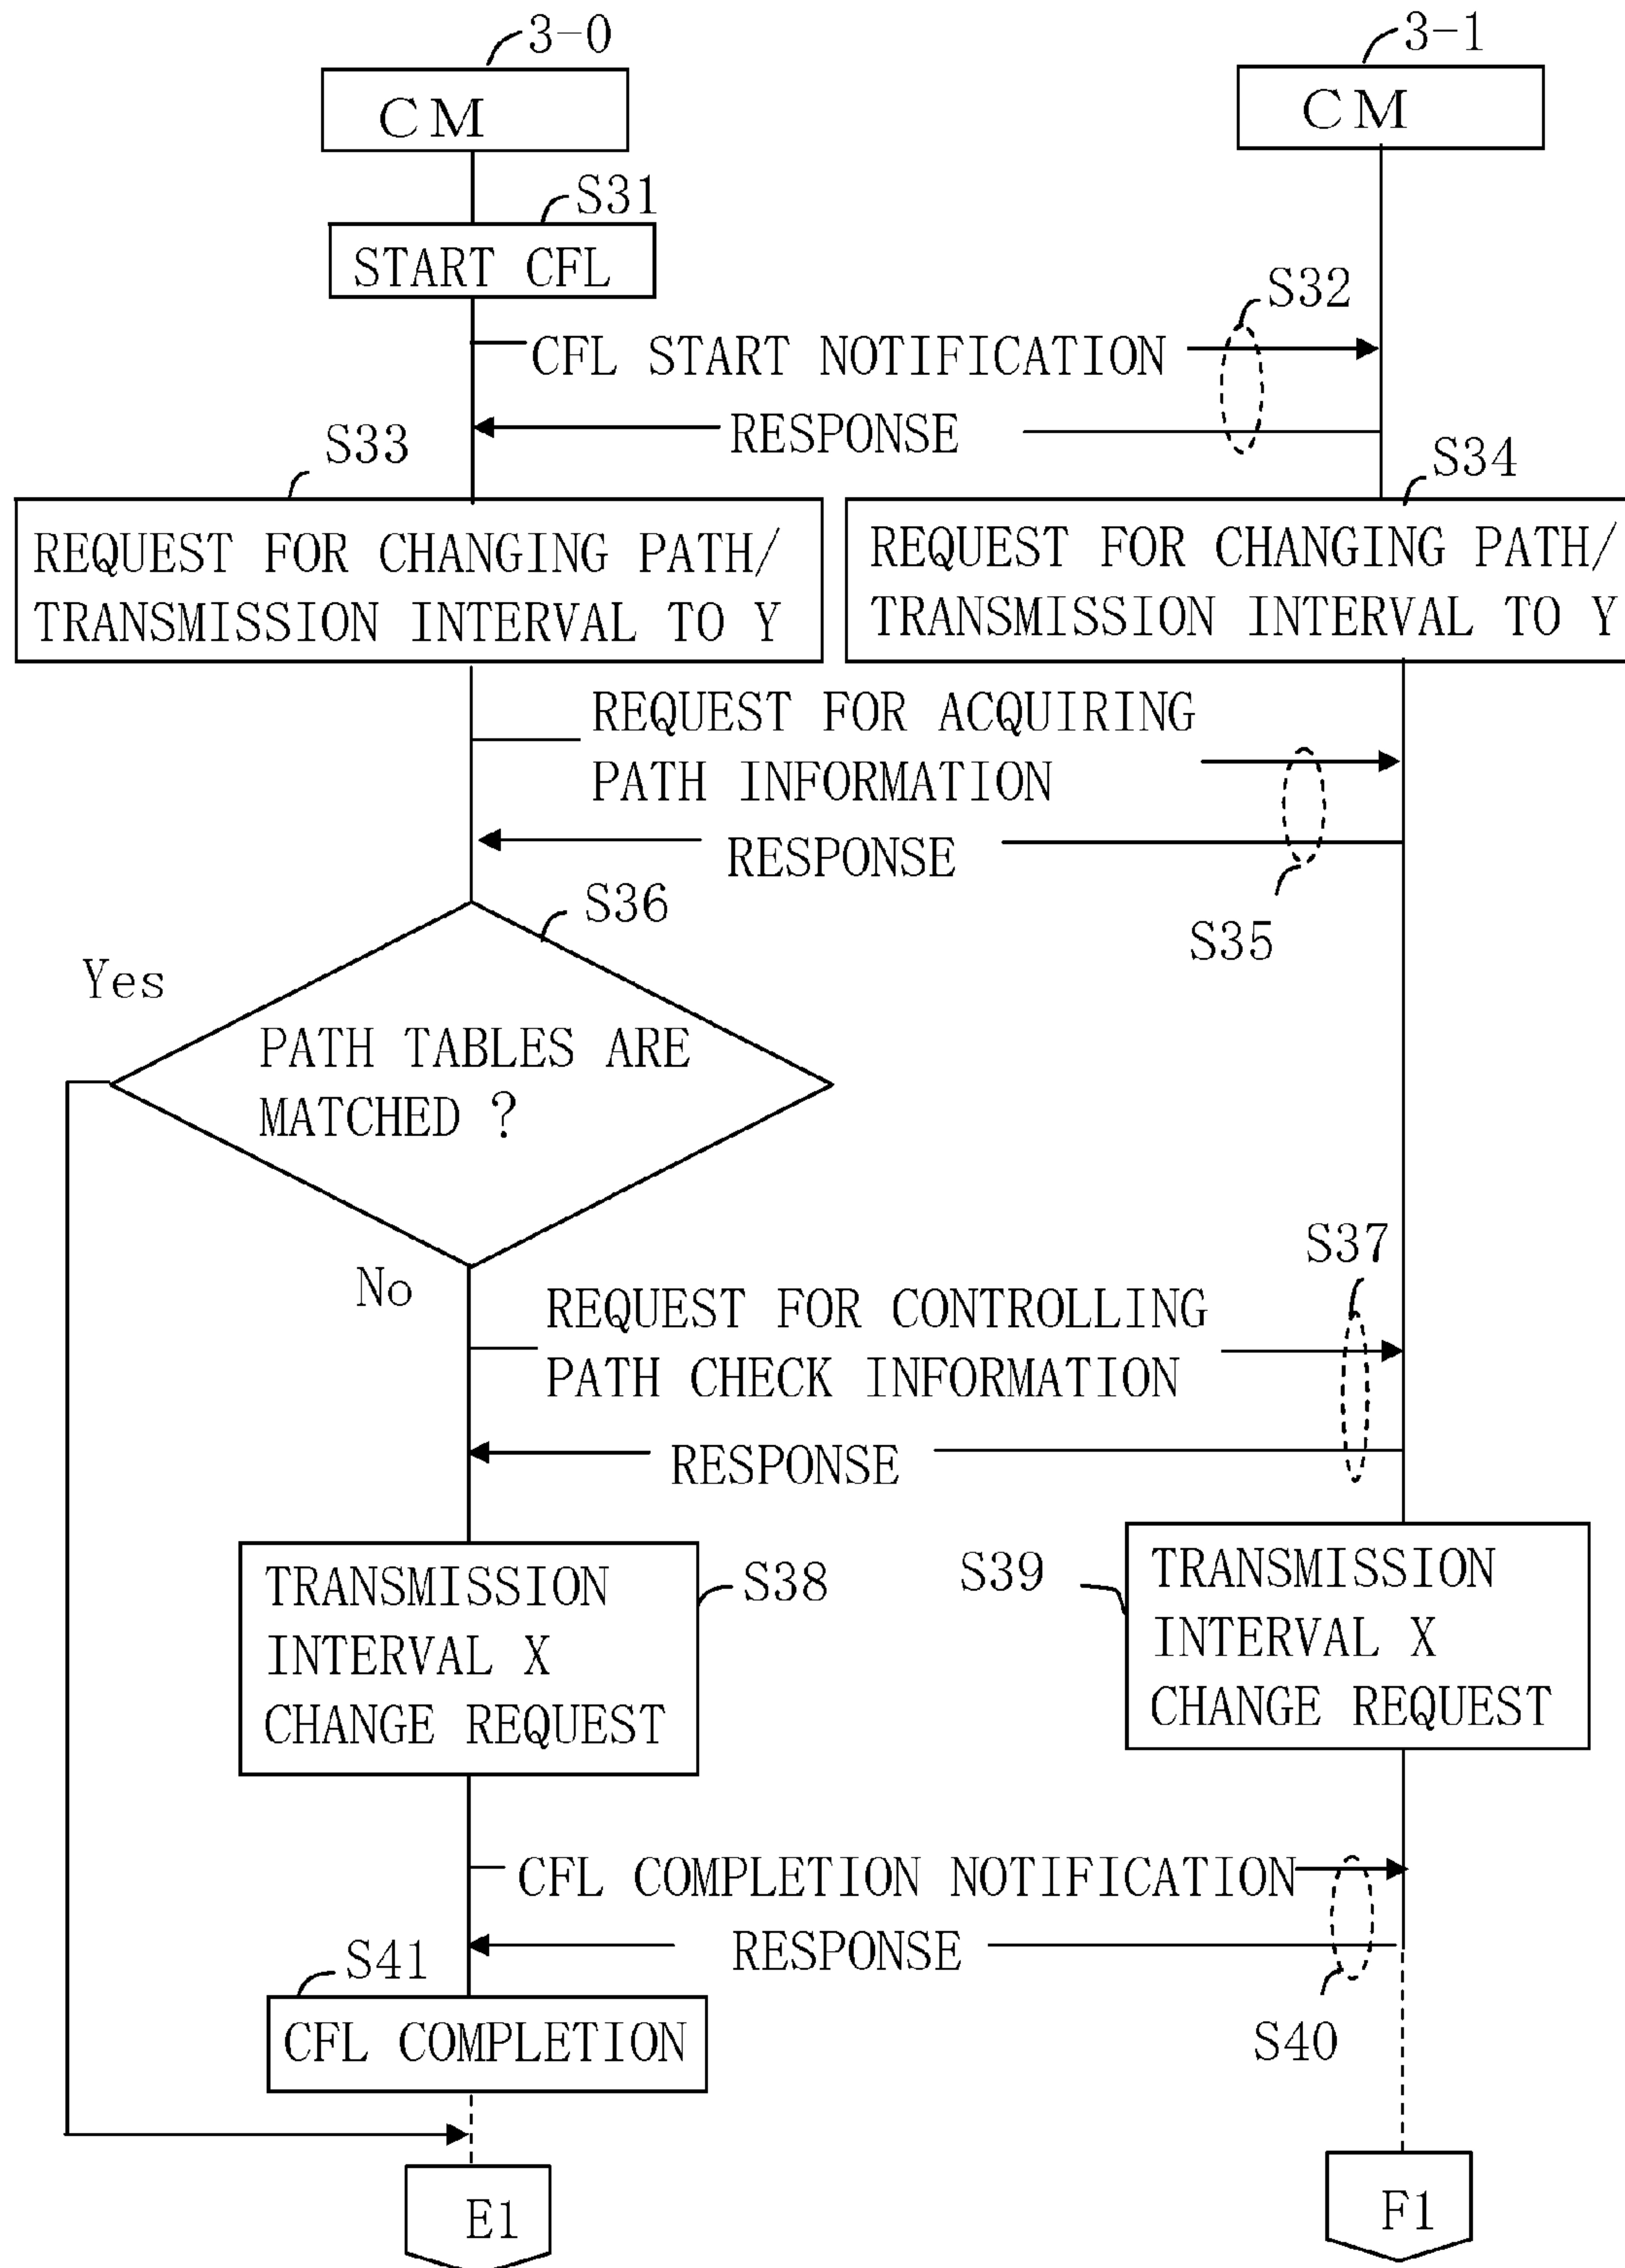 3-0
3-1
CM
CM
S31
START CFL
S32
CFL START NOTIFICATION
RESPONSE
S33
S34
REQUEST FOR CHANGING PATH/
TRANSMISSION INTERVAL TO Y
REQUEST FOR CHANGING PATH/
TRANSMISSION INTERVAL TO Y
REQUEST FOR ACQUIRING
PATH INFORMATION
RESPONSE
S35
S36
Yes
PATH TABLES ARE
MATCHED ?
No
S37
REQUEST FOR CONTROLLING
PATH CHECK INFORMATION
RESPONSE
TRANSMISSION
INTERVAL X
CHANGE REQUEST
S38
S39
TRANSMISSION
INTERVAL X
CHANGE REQUEST
CFL COMPLETION NOTIFICATION
RESPONSE
S40
S41
CFL COMPLETION
E1
F1